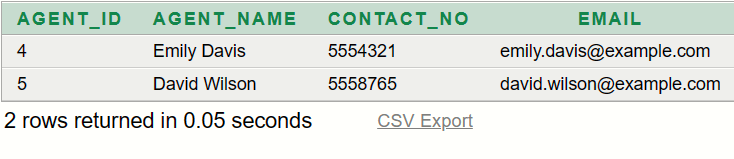 AGENT_ID AGENT_NAME CONTACT_NO EMAIL
4 Emily Davis 5554321 emily.davis@example.com
5 David Wilson 5558765 david.wilson@example.com
2 rows returned in 0.05 seconds CSV Export